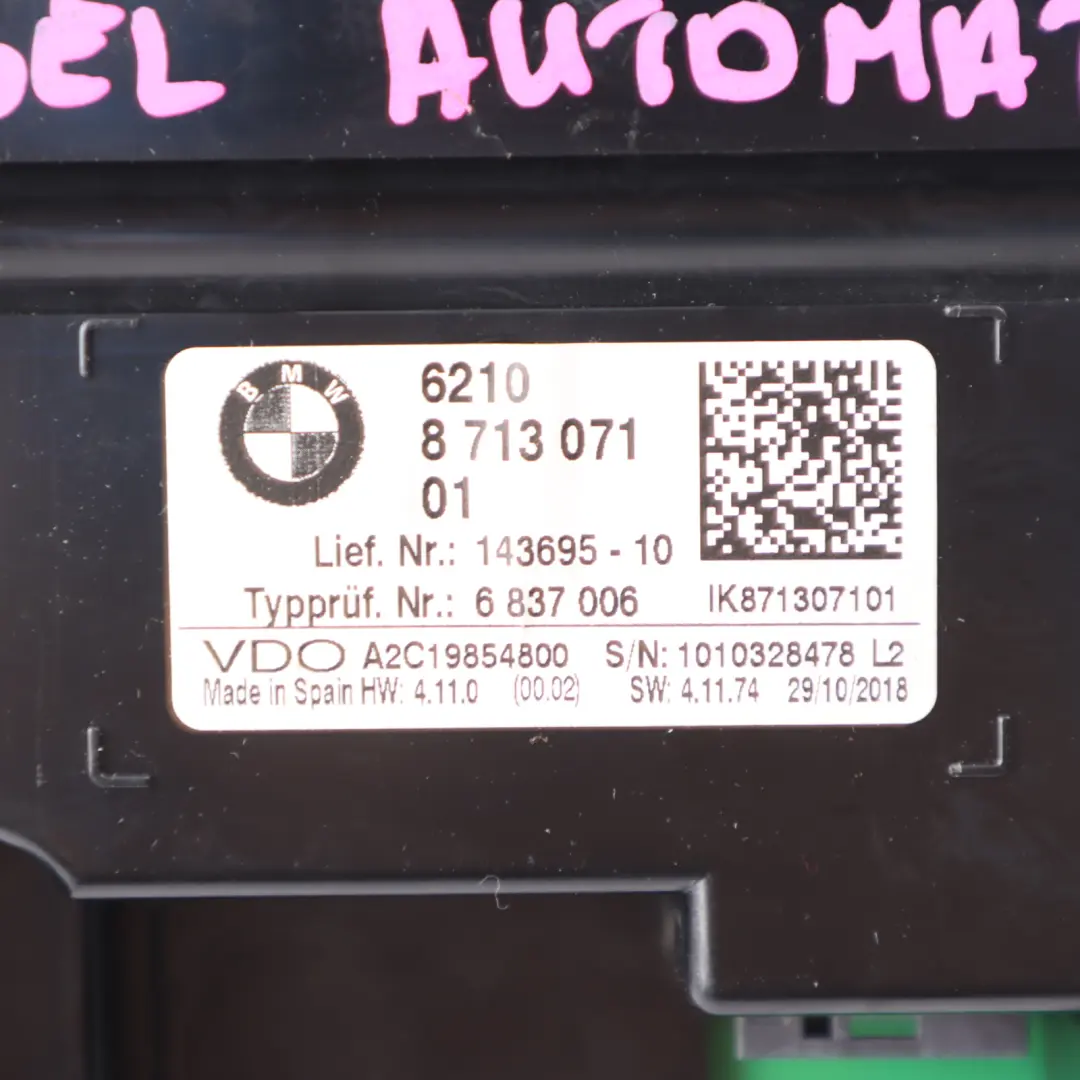 DEL AUTOMAT
BMW
6210
8 713 071
01
Lief. Nr.: 143695 - 10
Typprüf. Nr.: 6 837 006 IK871307101
VDO A2C19854800 S/N: 1010328478 L2
Made in Spain HW: 4.11.0 (00.02) SW: 4.11.74 29/10/2018